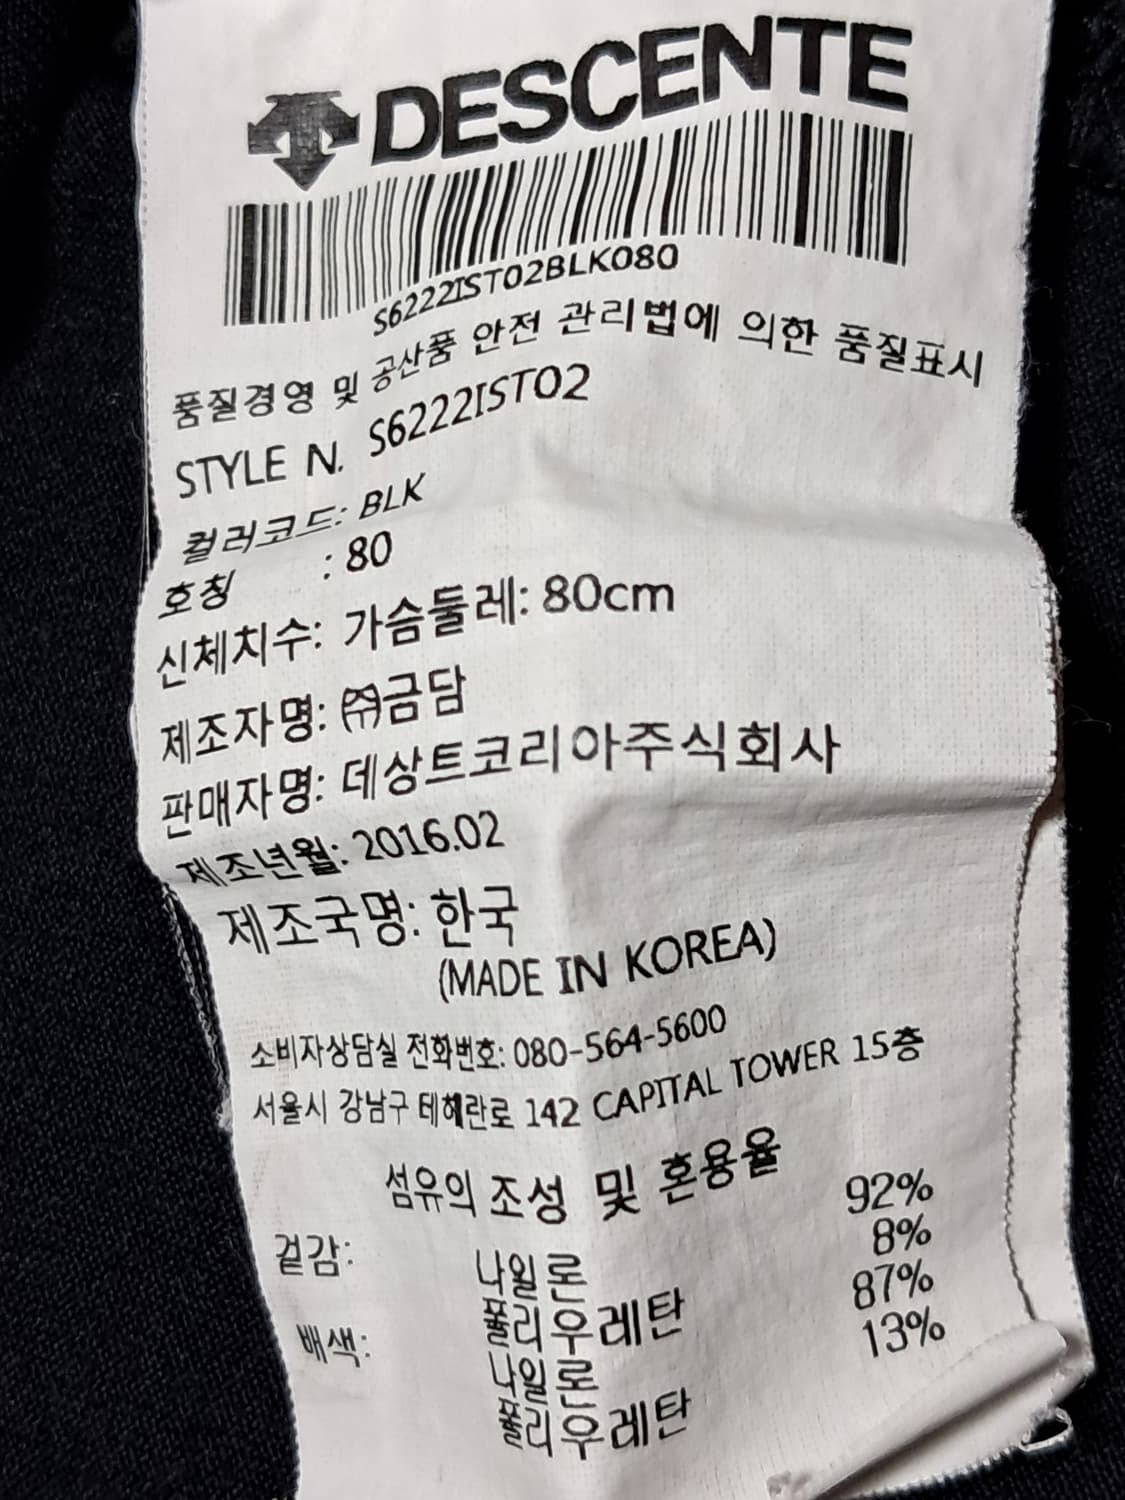 DESCENTE
S6222IST02BLK080
품질경영 및 공산품 안전 관리법에 의한 품질표시
STYLE N. S6222IST02
컬러코드: BLK
호칭 : 80
신체치수: 가슴둘레: 80cm
제조자명: ㈜금담
판매자명: 데상트코리아주식회사
제조년월: 2016.02
제조국명: 한국
(MADE IN KOREA)
소비자상담실 전화번호: 080-564-5600
서울시 강남구 테헤란로 142 CAPITAL TOWER 15층
섬유의 조성 및 혼용율
겉감: 나일론 92%
폴리우레탄 8%
배색: 나일론 87%
폴리우레탄 13%